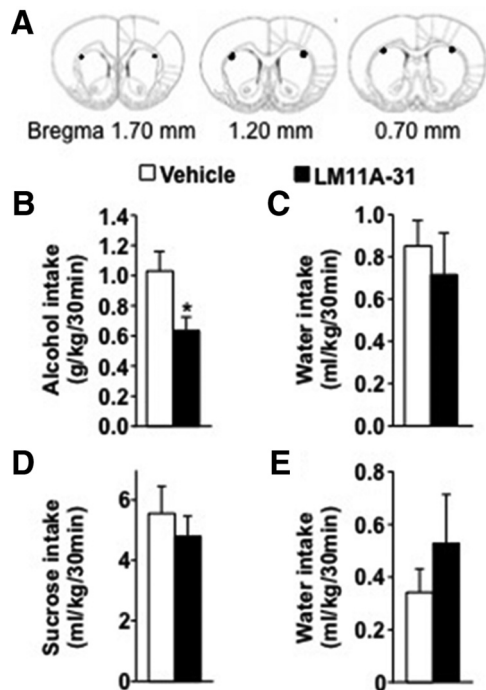 A
Bregma 1.70 mm 1.20 mm 0.70 mm
Vehicle LM11A-31
B
Alcohol intake
(g/kg/30min)
1.4
1.2
1.0
0.8
0.6
0.4
0.2
0.0
*
C
Water intake
(ml/kg/30min)
1.0
0.8
0.6
0.4
0.2
0.0
D
Sucrose intake
(ml/kg/30min)
6
4
2
0
E
Water intake
(ml/kg/30min)
0.8
0.6
0.4
0.2
0